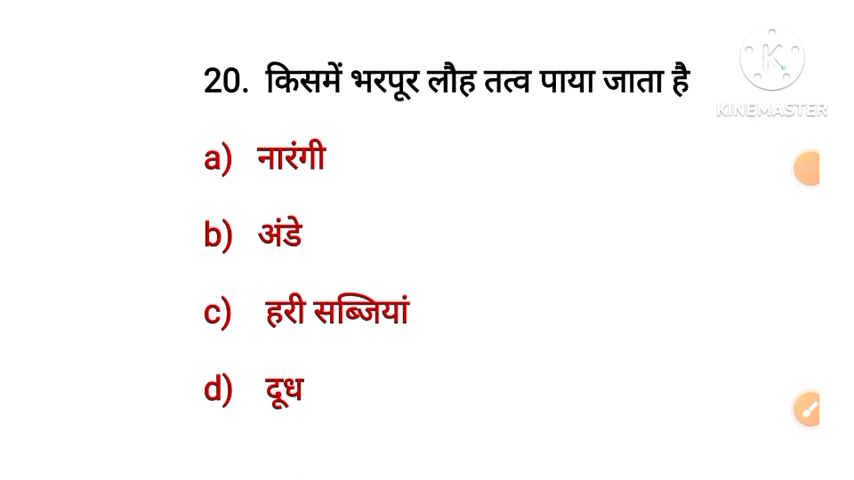 20. किसमें भरपूर लौह तत्व पाया जाता है
KINEMASTER
a) नारंगी
b) अंडे
c) हरी सब्जियां
d) दूध